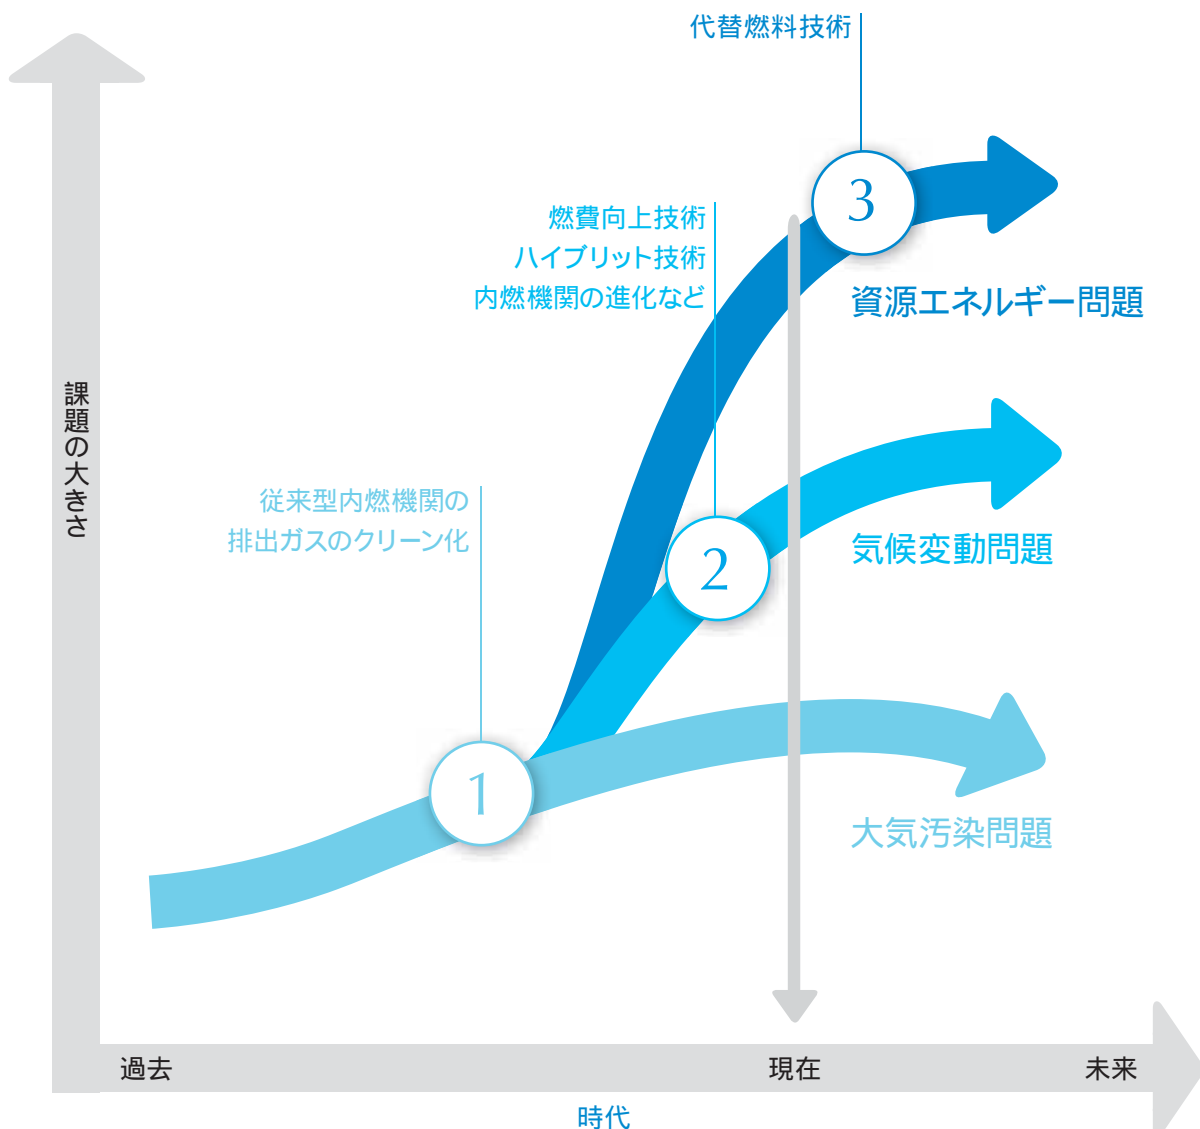 代替燃料技術
3
燃費向上技術
ハイブリット技術
内燃機関の進化など
資源エネルギー問題
課題の大きさ
従来型内燃機関の
排出ガスのクリーン化
2
気候変動問題
1
大気汚染問題
過去
現在
未来
時代